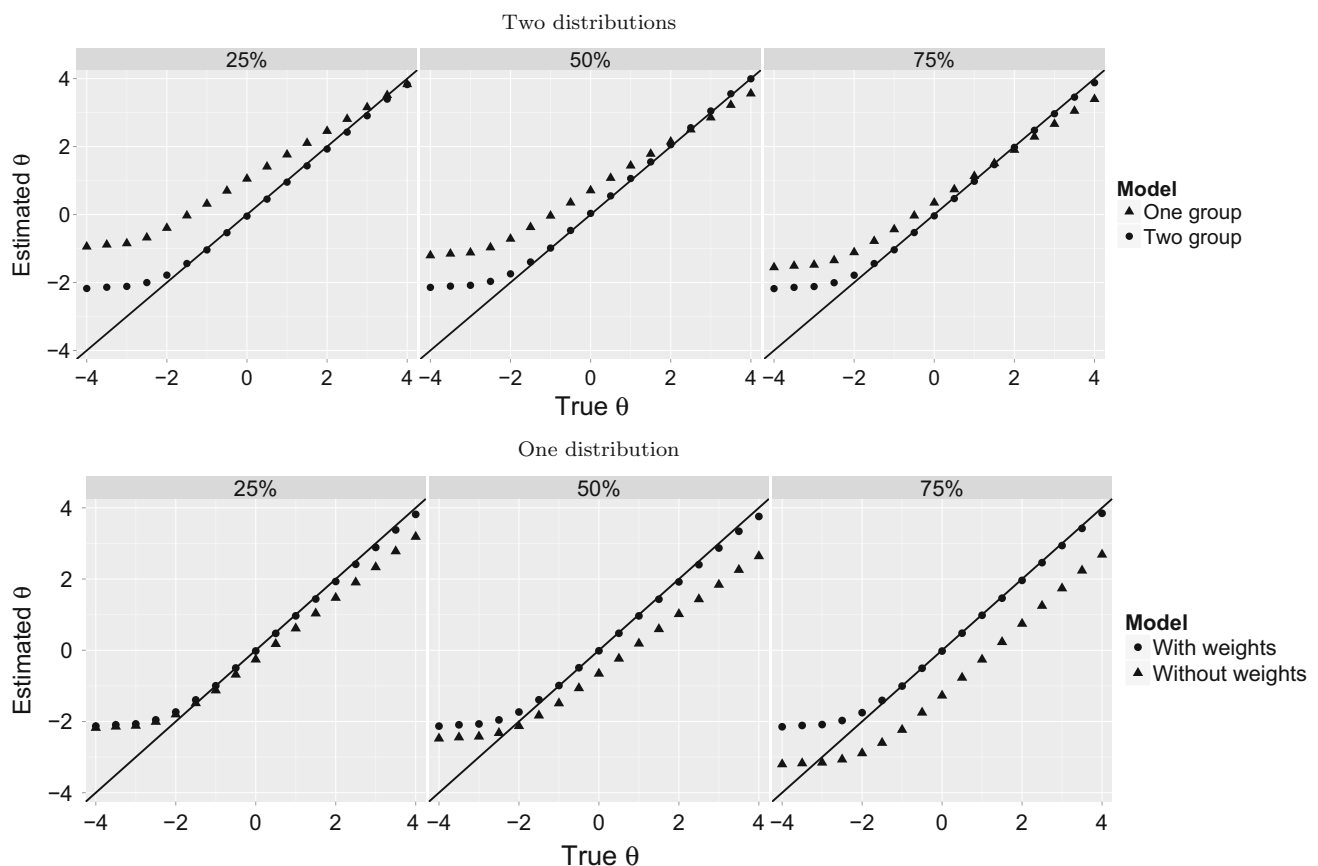 Two distributions
25% 50% 75%
4
2
0
−2
−4
Estimated θ
−4 −2 0 2 4 −4 −2 0 2 4 −4 −2 0 2 4
True θ
Model
One group
Two group
One distribution
25% 50% 75%
4
2
0
−2
−4
Estimated θ
−4 −2 0 2 4 −4 −2 0 2 4 −4 −2 0 2 4
True θ
Model
With weights
Without weights